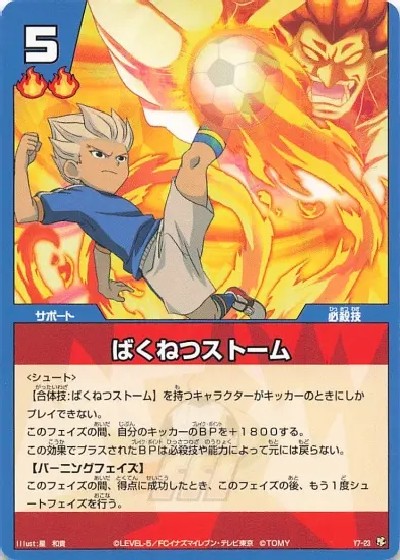 5
サポート
必殺技
ばくねつストーム
<シュート>
【合体技:ばくねつストーム】を持つキャラクターがキッカーのときにしか
プレイできない。
このフェイズの間、自分のキッカーのBPを+1800する。
この効果でプラスされたBPは必殺技や能力によって元には戻らない。
【バーニングフェイズ】
このフェイズの間、得点に成功したとき、このフェイズの後、もう1度シ
ュートフェイズを行う。
Illust:星 和貴
©LEVEL-5/FCイナズマイレブン・テレビ東京 ©TOMY
17-23